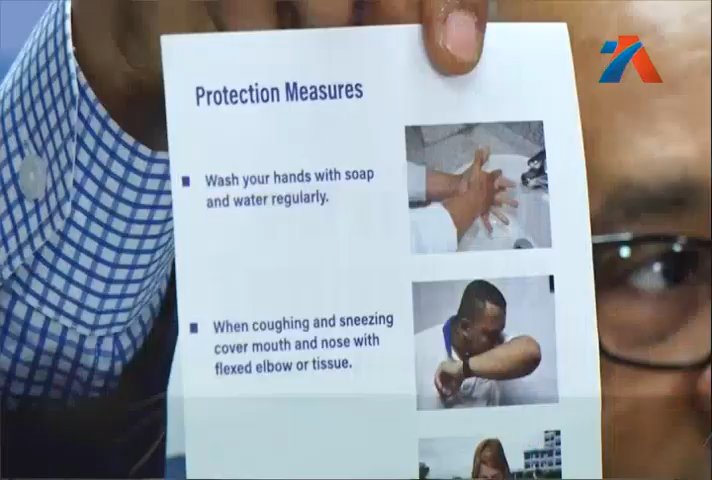 Protection Measures
Wash your hands with soap
and water regularly.
When coughing and sneezing
cover mouth and nose with
flexed elbow or tissue.